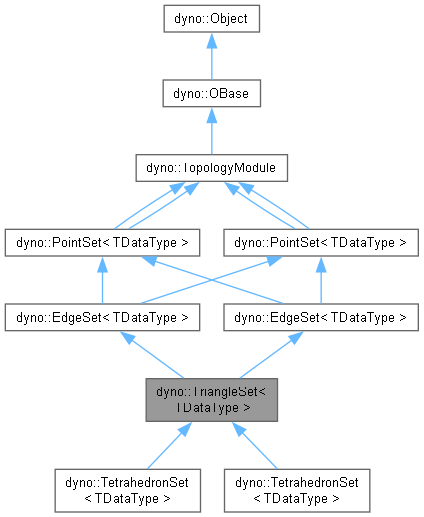 dyno::Object
dyno::OBase
dyno::TopologyModule
dyno::PointSet< TDataType >
dyno::PointSet< TDataType >
dyno::EdgeSet< TDataType >
dyno::EdgeSet< TDataType >
dyno::TriangleSet<
TDataType >
dyno::TetrahedronSet
< TDataType >
dyno::TetrahedronSet
< TDataType >